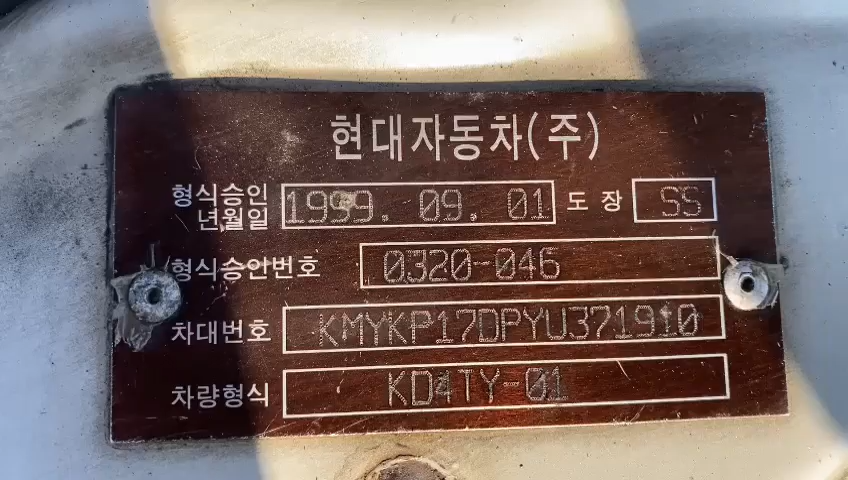 현대자동차(주)
형식승인
년월일 1999. 09. 01 도장 SS
형식승안번호 0320-046
차대번호 KMYKP17DPYU371910
차량형식 KD4TY-01